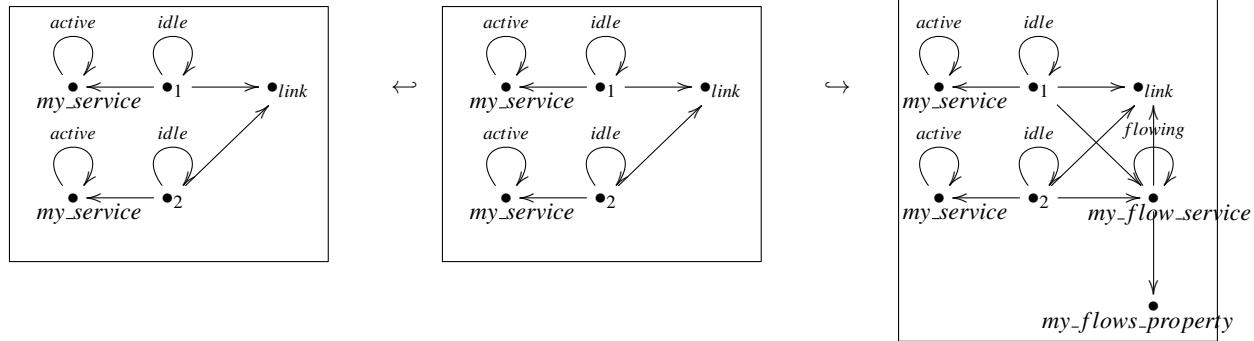 active idle active idle active idle
1 link 1 link 1 link
my_service my_service my_service
active idle active idle active idle flowing
2 2 2
my_service my_service my_service my_flow_service
my_flows_property